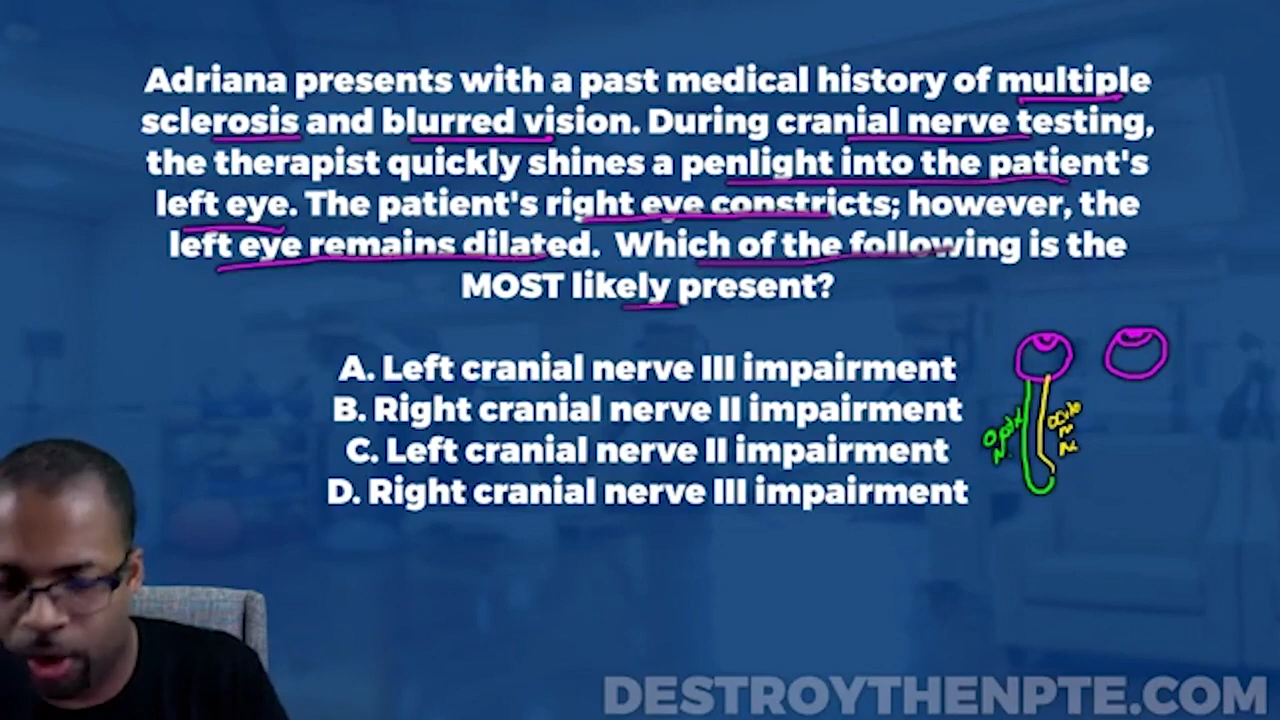 Adriana presents with a past medical history of multiple
sclerosis and blurred vision. During cranial nerve testing,
the therapist quickly shines a penlight into the patient's
left eye. The patient's right eye constricts; however, the
left eye remains dilated. Which of the following is the
MOST likely present?
A. Left cranial nerve III impairment
B. Right cranial nerve II impairment
C. Left cranial nerve II impairment
D. Right cranial nerve III impairment
DESTROYTHENPTE.COM